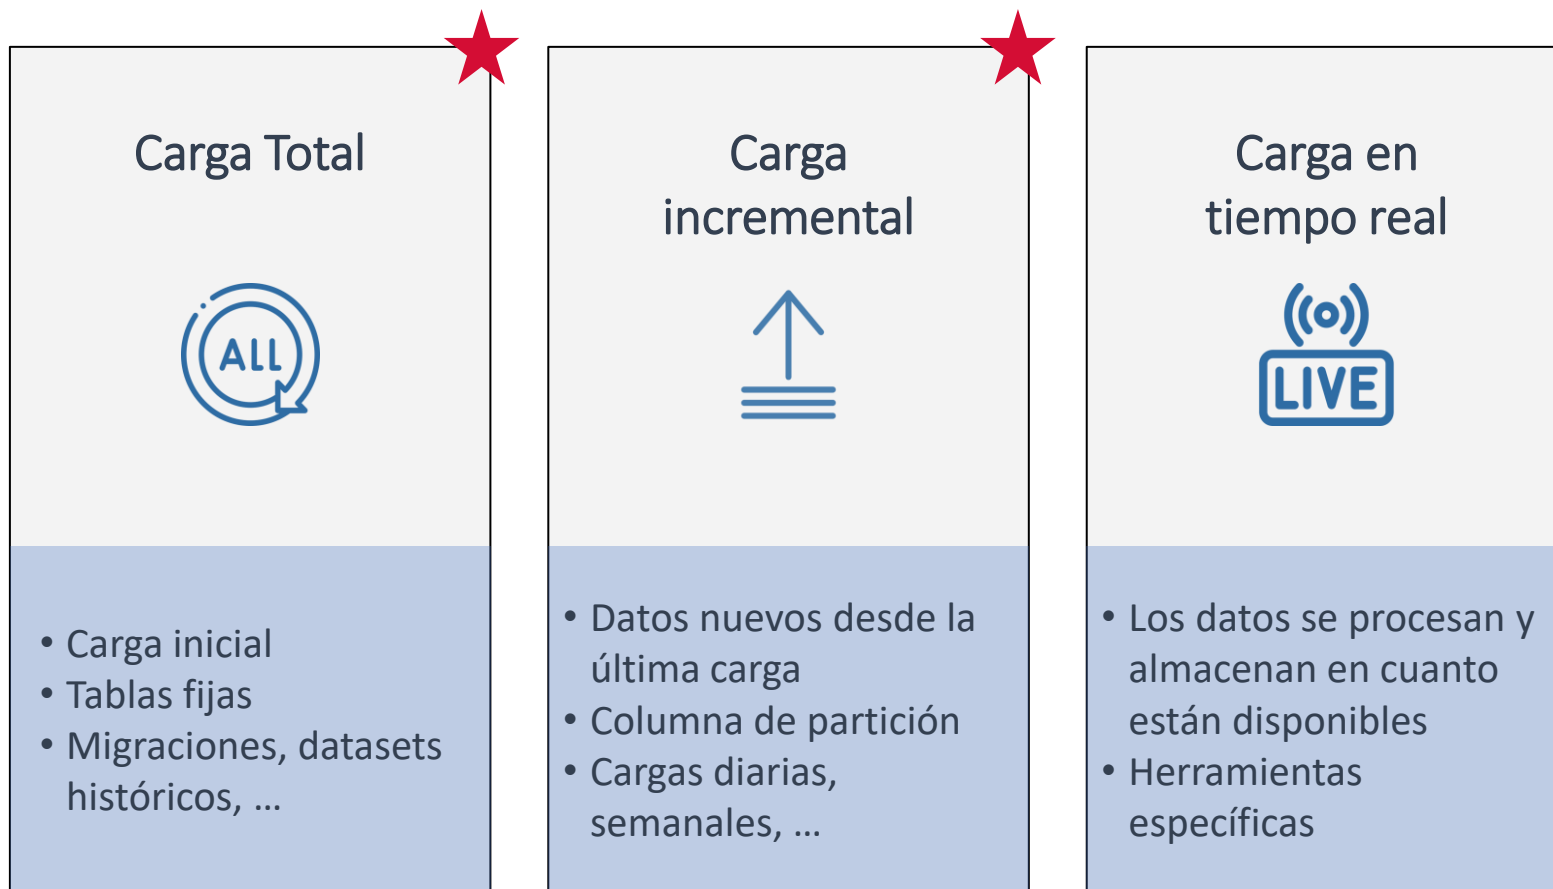 Carga Total
ALL
• Carga inicial
• Tablas fijas
• Migraciones, datasets
históricos, ...
Carga
incremental
• Datos nuevos desde la
última carga
• Columna de partición
• Cargas diarias,
semanales, ...
Carga en
tiempo real
LIVE
• Los datos se procesan y
almacenan en cuanto
están disponibles
• Herramientas
específicas